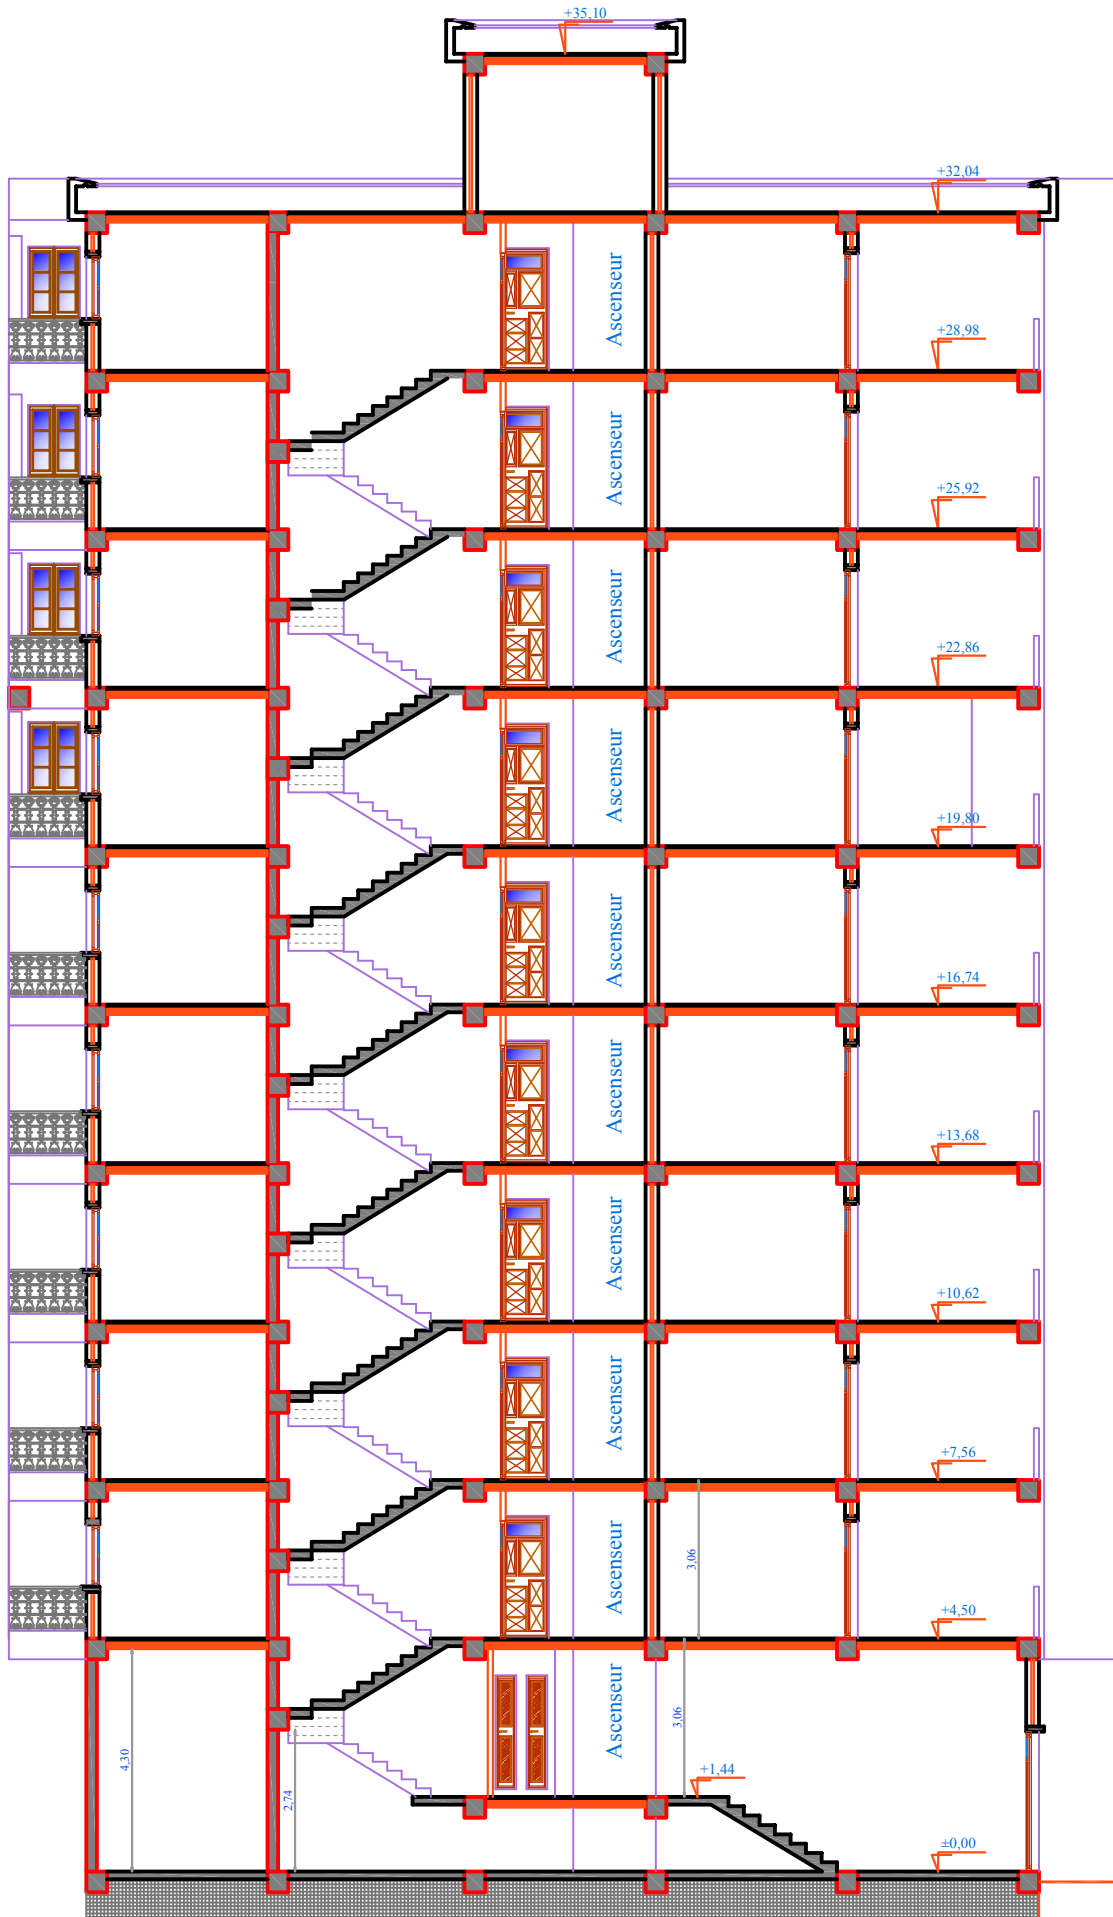 +35,10
+32,04
Ascenseur
+28,98
Ascenseur
+25,92
Ascenseur
+22,86
Ascenseur
+19,80
Ascenseur
+16,74
Ascenseur
+13,68
Ascenseur
+10,62
Ascenseur
+7,56
Ascenseur
3,06
+4,50
Ascenseur
3,06
4,30
+1,44
2,74
±0,00